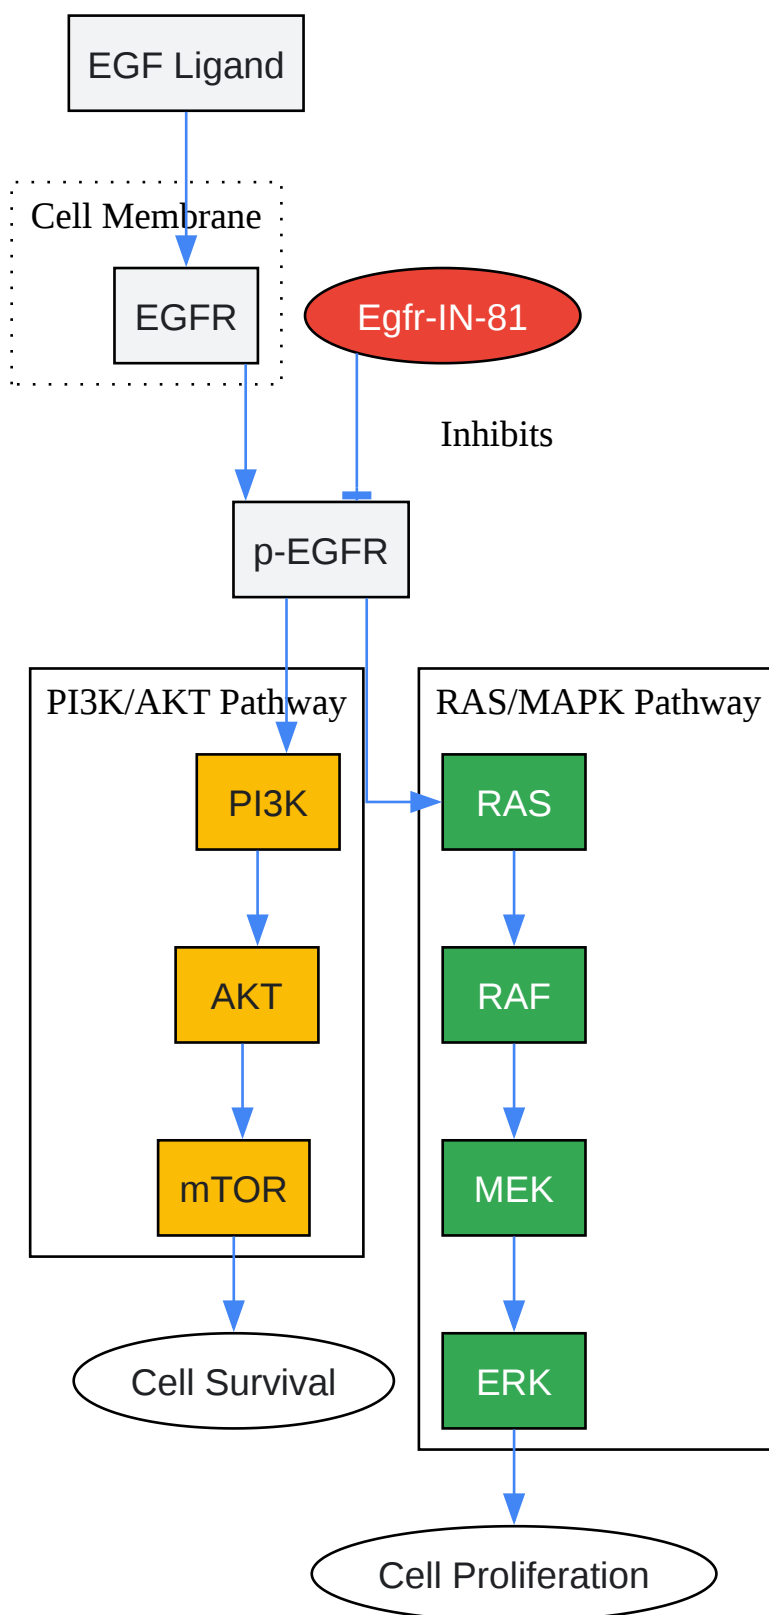 EGF Ligand
Cell Membrane
EGFR
Egfr-IN-81
Inhibits
p-EGFR
PI3K/AKT Pathway
RAS/MAPK Pathway
PI3K
RAS
AKT
RAF
mTOR
MEK
Cell Survival
ERK
Cell Proliferation